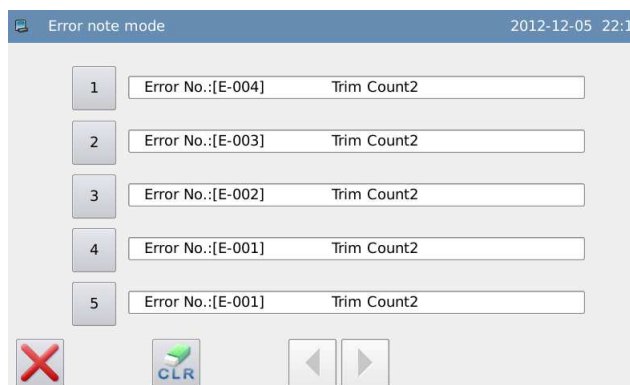 Error note mode 2012-12-05 22:1
1 Error No.:[E-004] Trim Count2
2 Error No.:[E-003] Trim Count2
3 Error No.:[E-002] Trim Count2
4 Error No.:[E-001] Trim Count2
5 Error No.:[E-001] Trim Count2
CLR